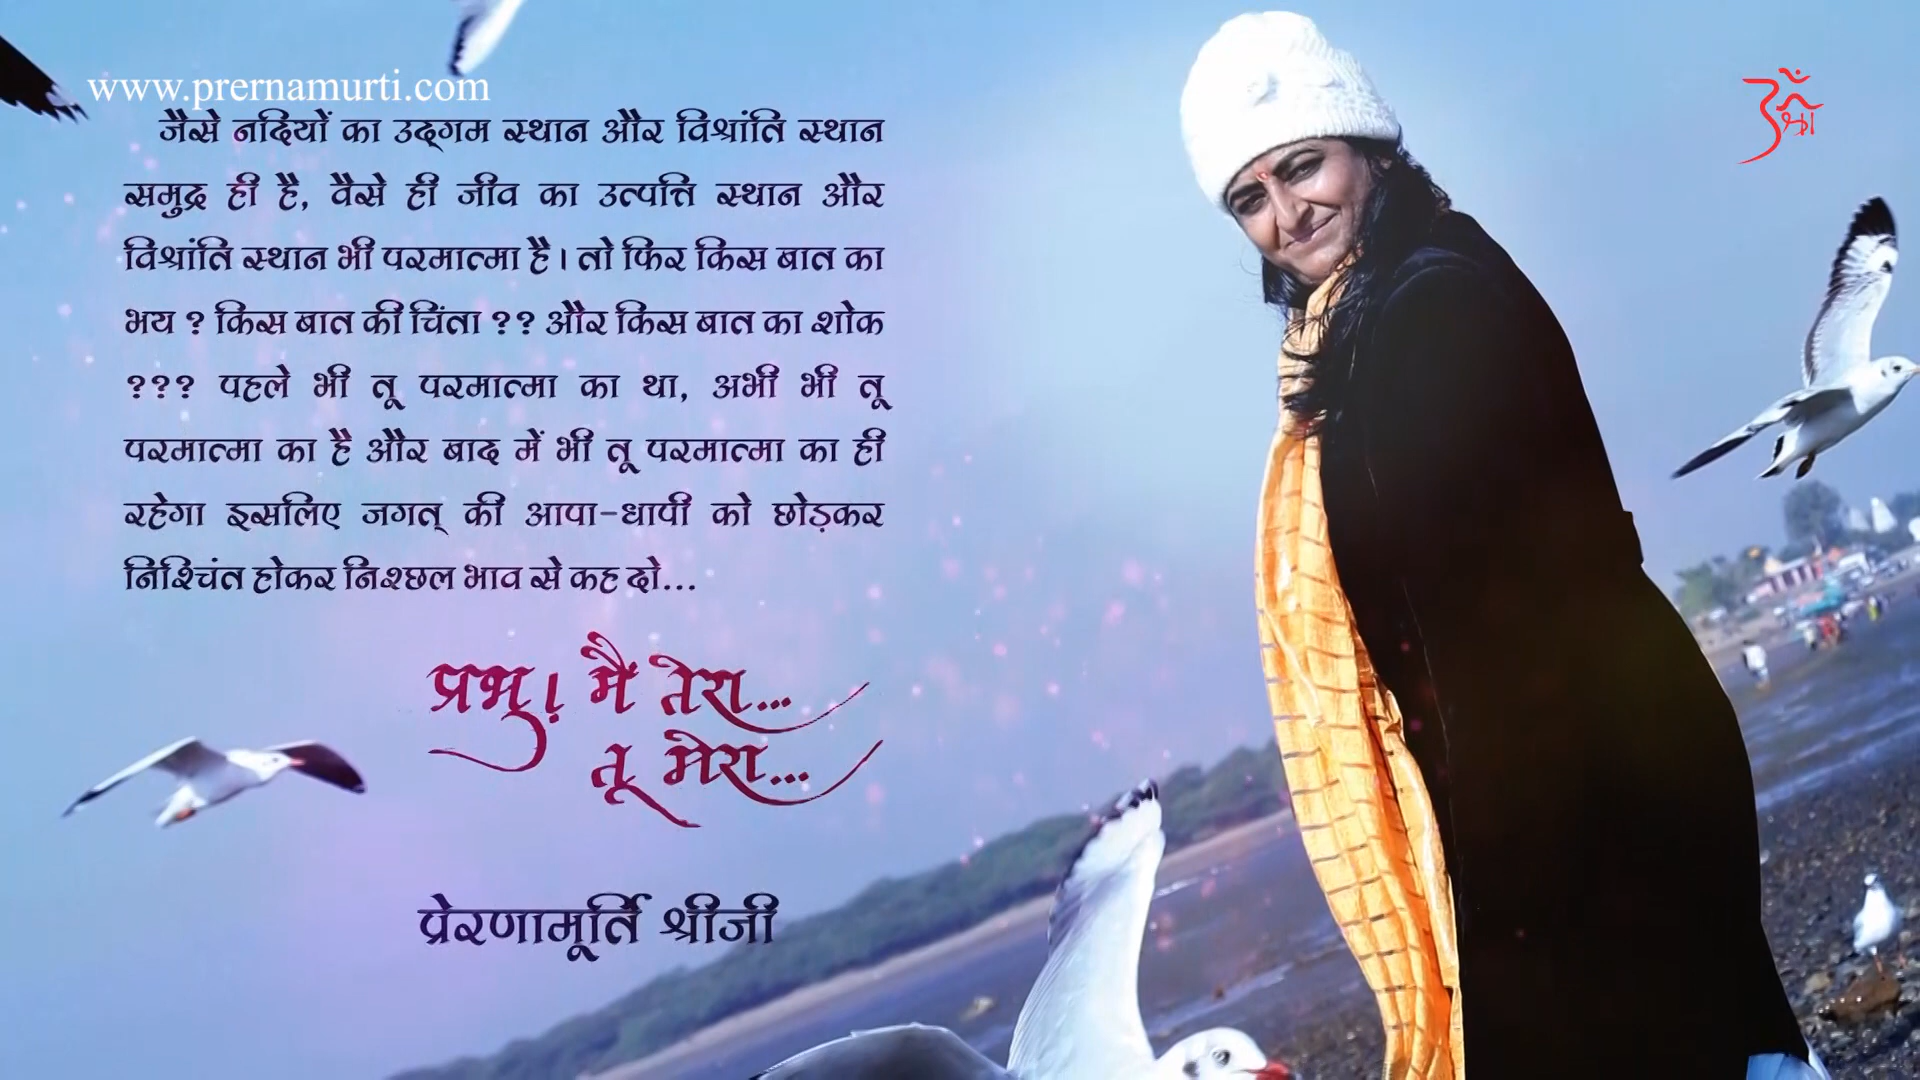 www.prernamurti.com
जैसे नदियों का उद्‌गम स्थान और विश्रांति स्थान
समुद्र ही है, वैसे ही जीव का उत्पत्ति स्थान और
विश्रांति स्थान भी परमात्मा है। तो फिर किस बात का
भय ? किस बात की चिंता ?? और किस बात का शोक
??? पहले भी तू परमात्मा का था, अभी भी तू
परमात्मा का है और बाद में भी तू परमात्मा का ही
रहेगा इसलिए जगत् की आपा-धापी को छोड़कर
निश्चिंत होकर निश्छल भाव से कह दो...
प्रभु! मैं तेरा...
तू मेरा...
प्रेरणामूर्ति श्रीजी